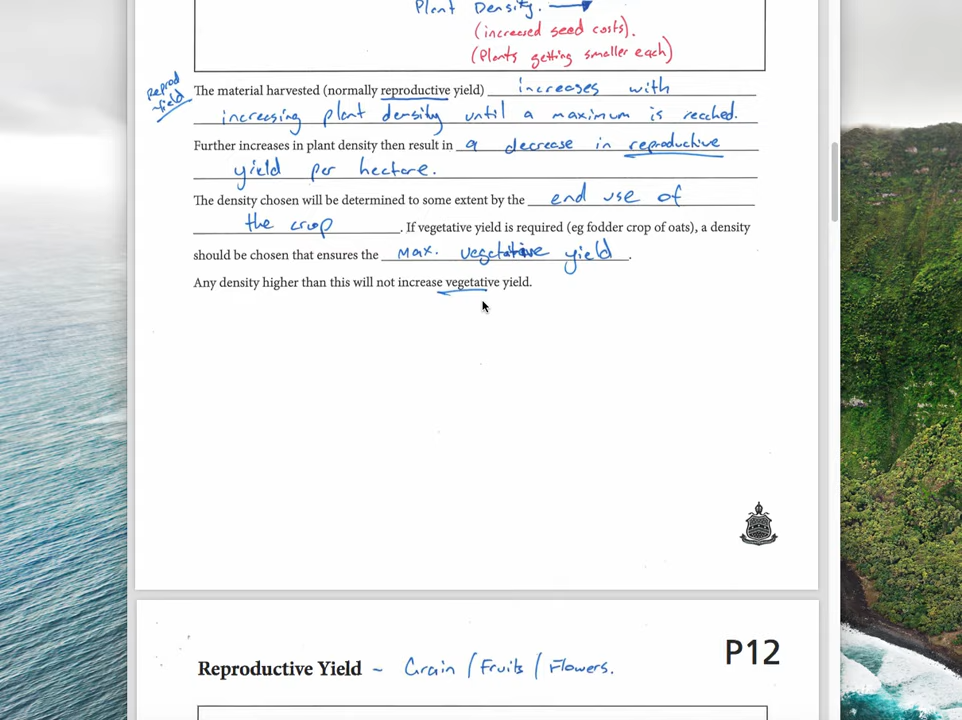 Plant Density.
(increased seed costs).
(Plants getting smaller each)
Reprod
yield
The material harvested (normally reproductive yield) increases with
increasing plant density until a maximum is reached.
Further increases in plant density then result in a decrease in reproductive
yield per hectare.
The density chosen will be determined to some extent by the end use of
the crop. If vegetative yield is required (eg fodder crop of oats), a density
should be chosen that ensures the max. vegetative yield.
Any density higher than this will not increase vegetative yield.
P12
Reproductive Yield ~ Grain / Fruits / Flowers.